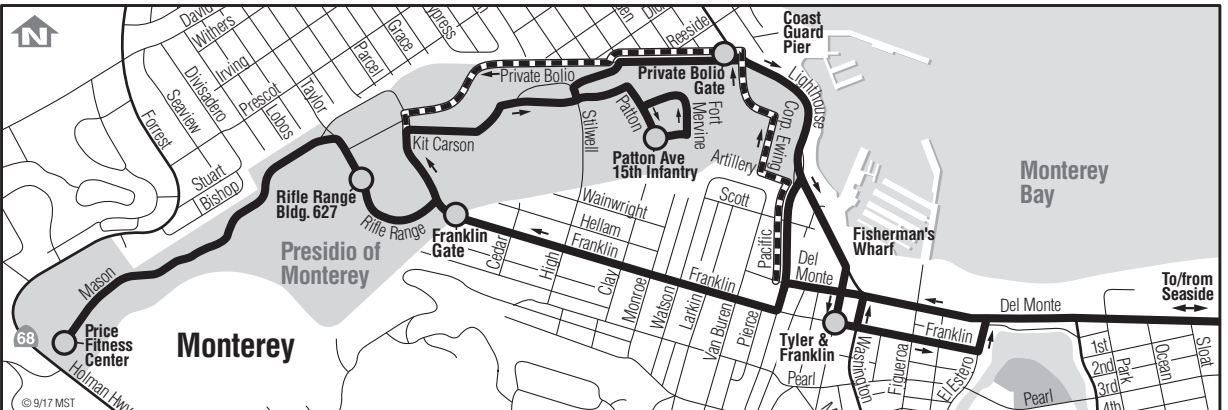 N
David
Withers
Irving
Grace
Parcel
Divisadero
Seaview
Prescot
Lobos
Taylor
Forrest
Stuart
Bishop
Reeside
Coast
Guard
Pier
Private Bolio
Private Bolio
Gate
Lighthouse
Kit Carson
Stilwell
Patton
Fort
Mervine
Corp. Ewing
Artillery
Patton Ave
15th Infantry
Rifle Range
Bldg. 627
Rifle Range
Franklin
Gate
Presidio of
Monterey
Mason
68
Price
Fitness
Center
Holman Hwy
Monterey
© 9/17 MST
Wainwright
Hellam
Franklin
Scott
Pacific
Cedar
High
Clay
Monroe
Watson
Larkin
Van Buren
Pierce
Franklin
Del
Monte
Fisherman's
Wharf
Monterey
Bay
To/from
Seaside
Del Monte
Franklin
Tyler &
Franklin
Pearl
Washington
Figueroa
El Estero
Pearl
1st
2nd
3rd
4th
Park
Ocean
Sloat